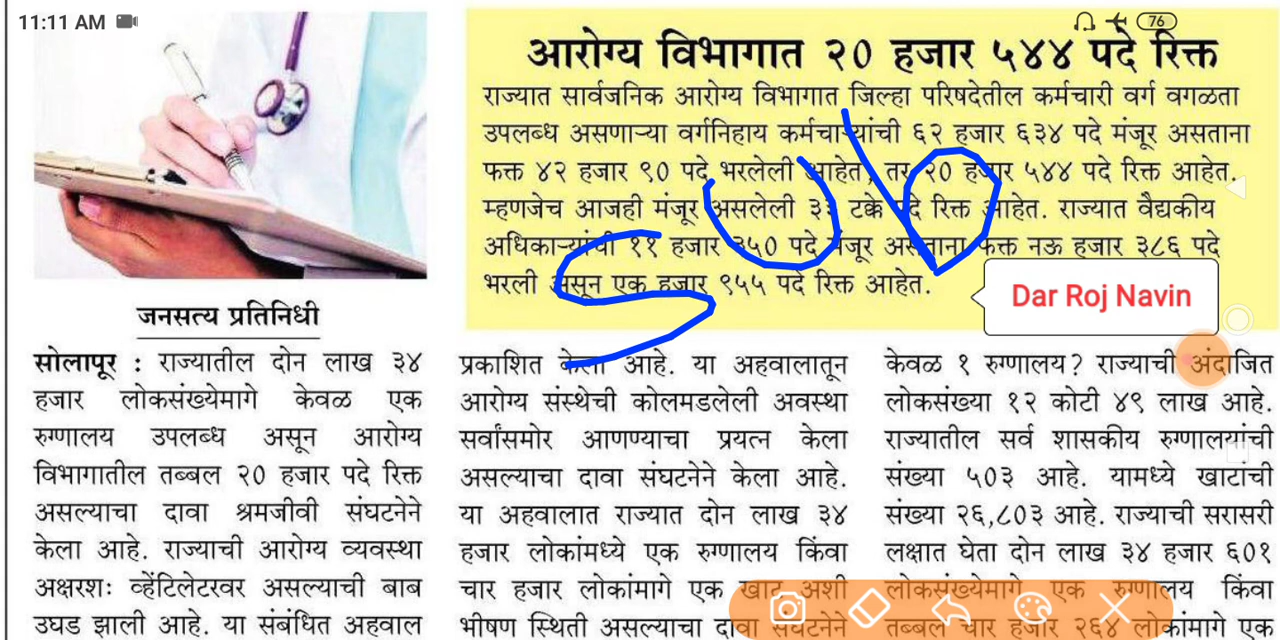 11:11 AM
76
आरोग्य विभागात २० हजार ५४४ पदे रिक्त
राज्यात सार्वजनिक आरोग्य विभागात जिल्हा परिषदेतील कर्मचारी वर्ग वगळता
उपलब्ध असणाऱ्या वर्गनिहाय कर्मचाऱ्यांची ६२ हजार ६३४ पदे मंजूर असताना
फक्त ४२ हजार ९० पदे भरलेली आहेत, तर २० हजार ५४४ पदे रिक्त आहेत.
म्हणजेच आजही मंजूर असलेली ३३ टक्के पदे रिक्त आहेत. राज्यात वैद्यकीय
अधिकाऱ्यांची ११ हजार ३५० पदे मंजूर असताना फक्त नऊ हजार ३८६ पदे
भरली असून एक हजार ९५५ पदे रिक्त आहेत.
SUb
Dar Roj Navin
जनसत्य प्रतिनिधी
सोलापूर : राज्यातील दोन लाख ३४
हजार लोकसंख्येमागे केवळ एक
रुग्णालय उपलब्ध असून आरोग्य
विभागातील तब्बल २० हजार पदे रिक्त
असल्याचा दावा श्रमजीवी संघटनेने
केला आहे. राज्याची आरोग्य व्यवस्था
अक्षरशः व्हेंटिलेटरवर असल्याची बाब
उघड झाली आहे. या संबंधित अहवाल
प्रकाशित केला आहे. या अहवालातून
आरोग्य संस्थेची कोलमडलेली अवस्था
सर्वांसमोर आणण्याचा प्रयत्न केला
असल्याचा दावा संघटनेने केला आहे.
या अहवालात राज्यात दोन लाख ३४
हजार लोकांमध्ये एक रुग्णालय किंवा
चार हजार लोकांमागे एक खाट अशी
भीषण स्थिती असल्याचा दावा संघटनेने
केवळ १ रुग्णालय? राज्याची अंदाजित
लोकसंख्या १२ कोटी ४९ लाख आहे.
राज्यातील सर्व शासकीय रुग्णालयांची
संख्या ५०३ आहे. यामध्ये खाटांची
संख्या २६,८०३ आहे. राज्याची सरासरी
लक्षात घेता दोन लाख ३४ हजार ६०१
लोकसंख्येमागे एक रुग्णालय किंवा
तब्बल चार हजार २६४ लोकांमागे एक